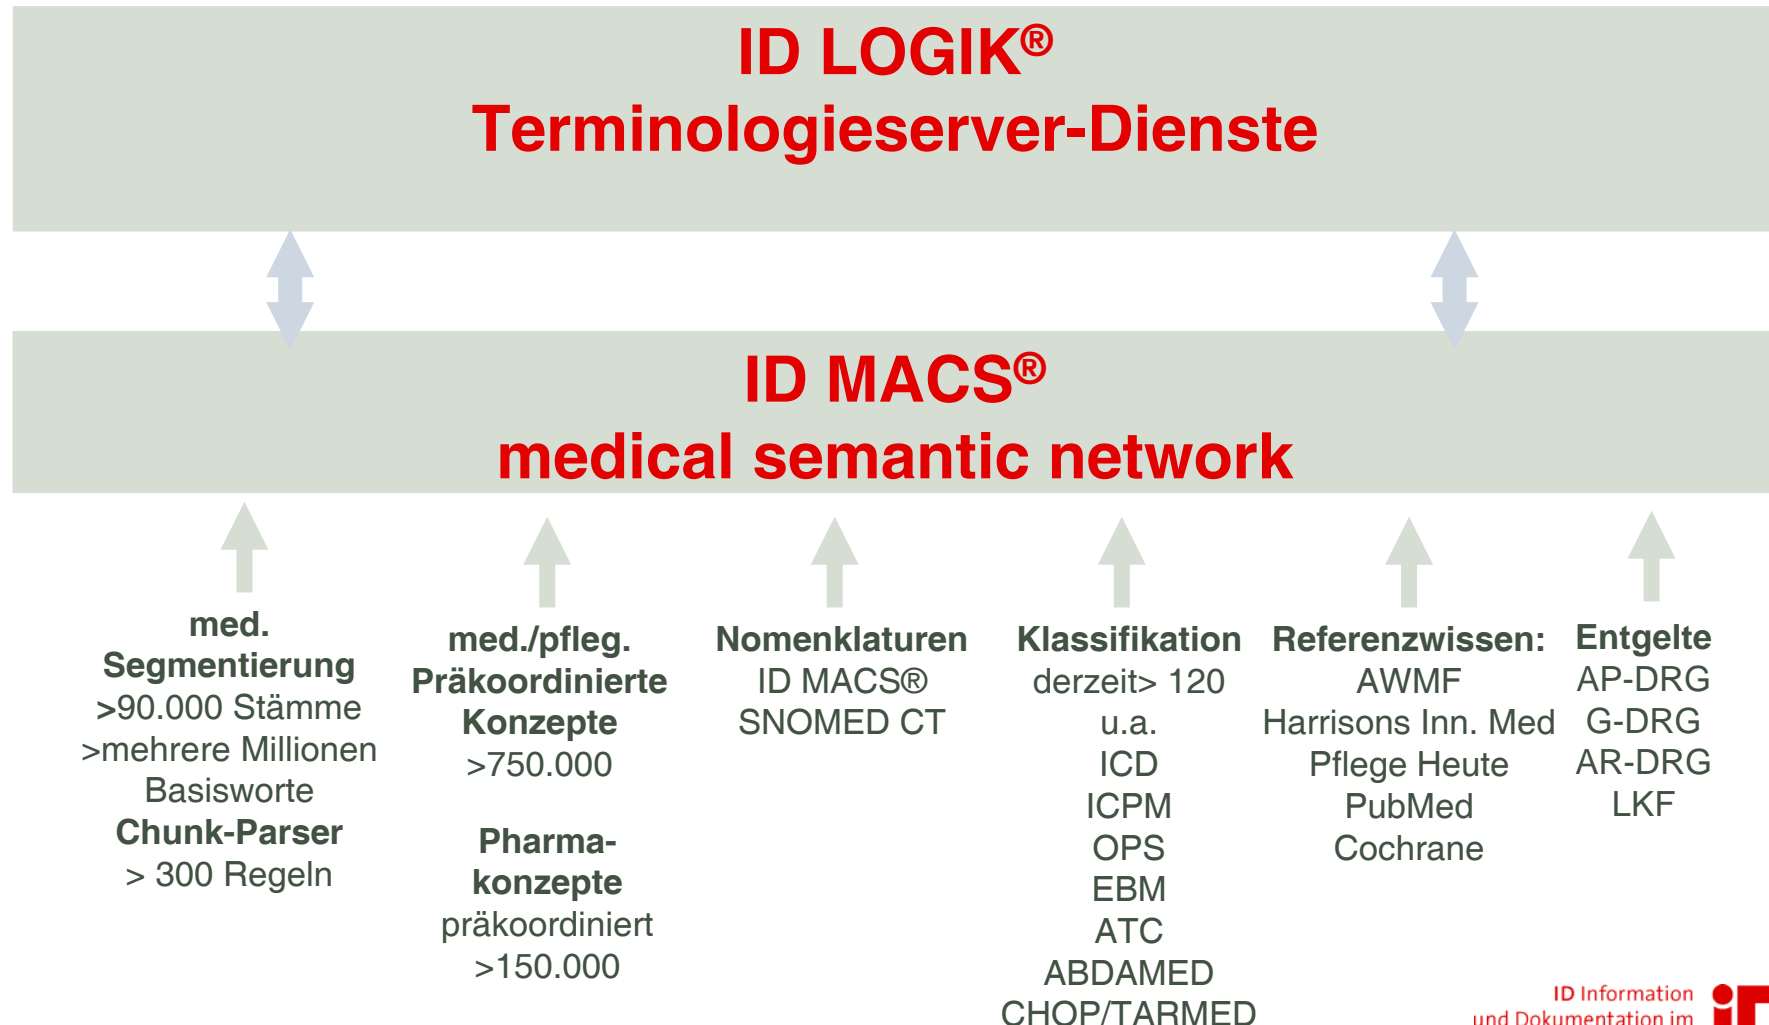 ID LOGIK®
Terminologieserver-Dienste
ID MACS®
medical semantic network
med.
Segmentierung
>90.000 Stämme
>mehrere Millionen
Basisworte
Chunk-Parser
> 300 Regeln
med./pfleg.
Präkoordinierte
Konzepte
>750.000
Pharma-
konzepte
präkoordiniert
>150.000
Nomenklaturen
ID MACS®
SNOMED CT
Klassifikation
derzeit> 120
u.a.
ICD
ICPM
OPS
EBM
ATC
ABDAMED
CHOP/TARMED
Referenzwissen:
AWMF
Harrisons Inn. Med
Pflege Heute
PubMed
Cochrane
Entgelte
AP-DRG
G-DRG
AR-DRG
LKF
ID Information
und Dokumentation im